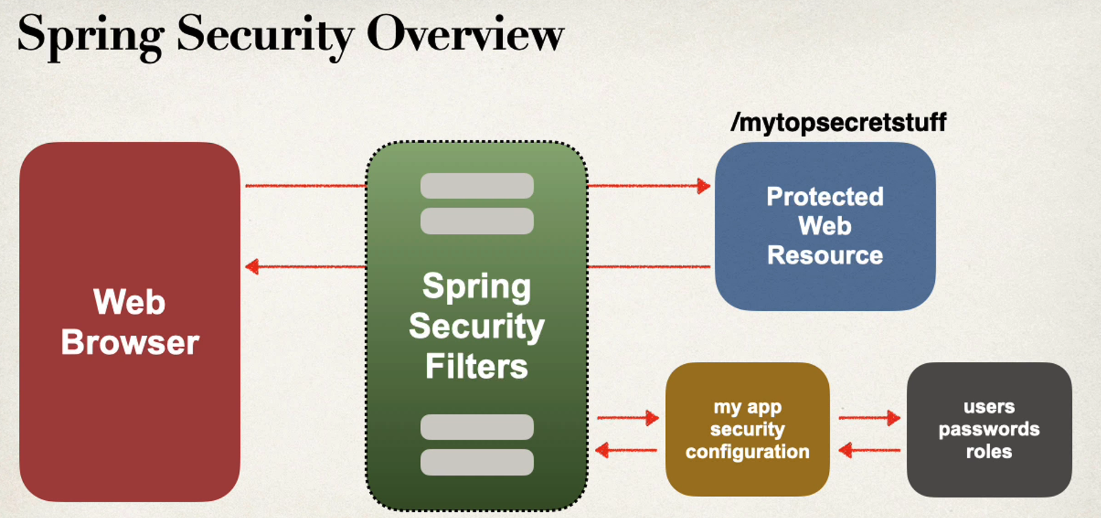 Spring Security Overview
/mytopsecretstuff
Web
Browser
Spring
Security
Filters
Protected
Web
Resource
my app
security
configuration
users
passwords
roles